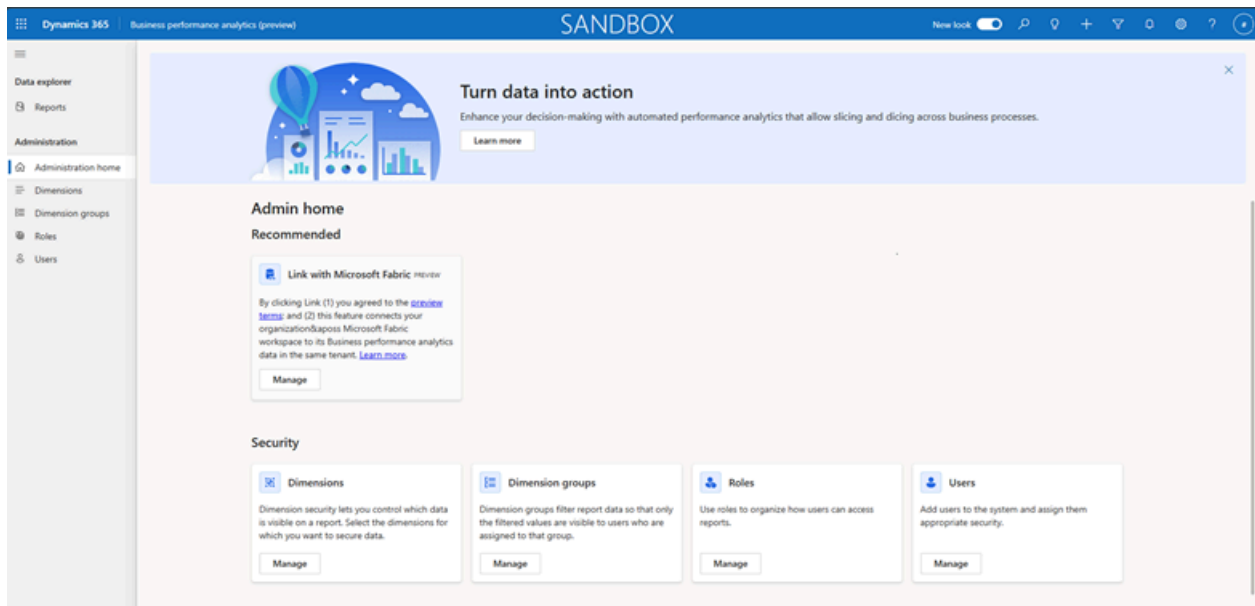 Dynamics 365 Business performance analytics (preview) SANDBOX New look
Data explorer
Reports
Administration
Administration home
Dimensions
Dimension groups
Roles
Users
Turn data into action
Enhance your decision-making with automated performance analytics that allow slicing and dicing across business processes.
Learn more
Admin home
Recommended
Link with Microsoft Fabric PREVIEW
By clicking Link (1) you agreed to the preview
terms; and (2) this feature connects your
organization&aposs Microsoft Fabric
workspace to its Business performance analytics
data in the same tenant. Learn more.
Manage
Security
Dimensions
Dimension security lets you control which data
is visible on a report. Select the dimensions for
which you want to secure data.
Manage
Dimension groups
Dimension groups filter report data so that only
the filtered values are visible to users who are
assigned to that group.
Manage
Roles
Use roles to organize how users can access
reports.
Manage
Users
Add users to the system and assign them
appropriate security.
Manage